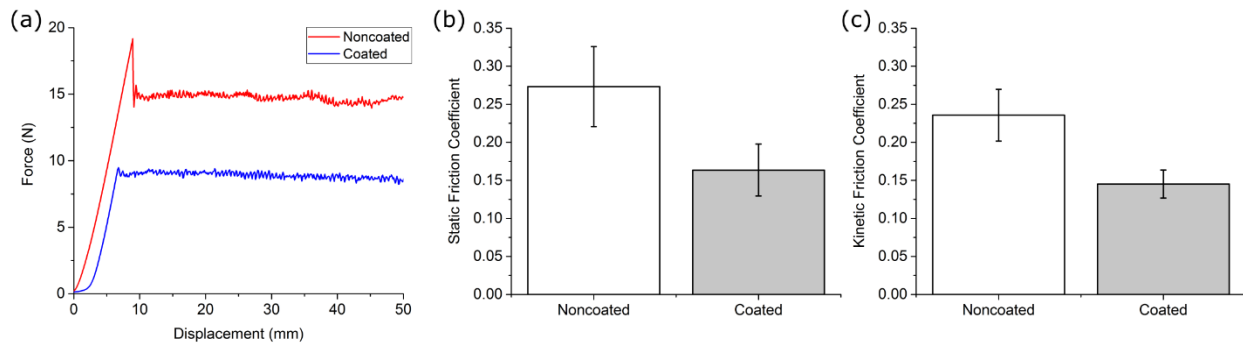 (a)
20
15
10
5
0
Force (N)
Noncoated
Coated
0 10 20 30 40 50
Displacement (mm)
(b)
0.35
0.30
0.25
0.20
0.15
0.10
0.05
0.00
Static Friction Coefficient
Noncoated Coated
(c)
0.35
0.30
0.25
0.20
0.15
0.10
0.05
0.00
Kinetic Friction Coefficient
Noncoated Coated